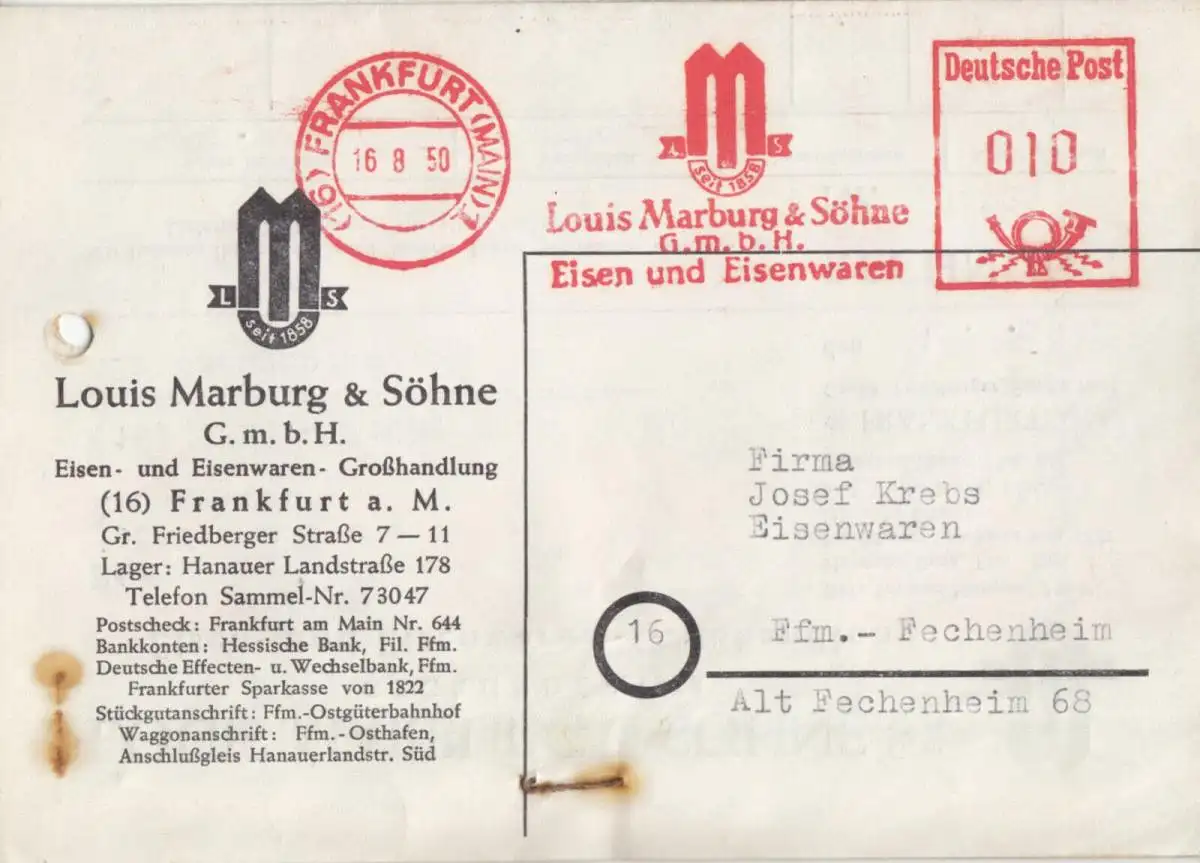 (16) FRANKFURT (MAIN)
16 8 50
L S
seit 1858
Louis Marburg & Söhne
G.m.b.H.
Eisen und Eisenwaren
Deutsche Post
010
L S
seit 1858
Louis Marburg & Söhne
G. m. b. H.
Eisen- und Eisenwaren- Großhandlung
(16) Frankfurt a. M.
Gr. Friedberger Straße 7 — 11
Lager: Hanauer Landstraße 178
Telefon Sammel-Nr. 73047
Postscheck: Frankfurt am Main Nr. 644
Bankkonten: Hessische Bank, Fil. Ffm.
Deutsche Effecten- u. Wechselbank, Ffm.
Frankfurter Sparkasse von 1822
Stückgutanschrift: Ffm.-Ostgüterbahnhof
Waggonanschrift: Ffm.-Osthafen,
Anschlußgleis Hanauerlandstr. Süd
Firma
Josef Krebs
Eisenwaren
16 Ffm.- Fechenheim
Alt Fechenheim 68